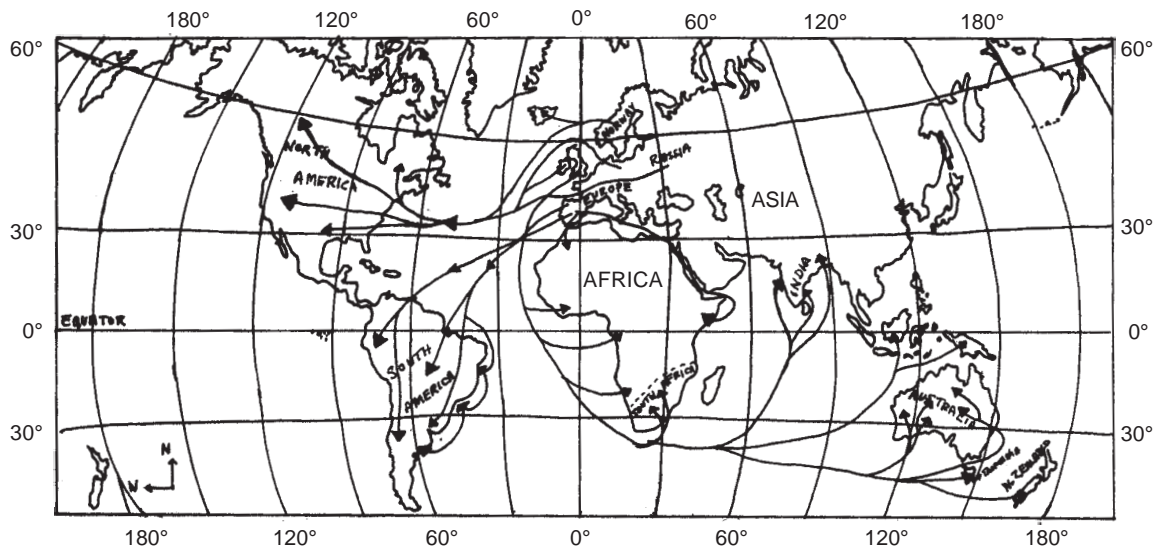 180° 120° 60° 0° 60° 120° 180°
60° 60°
NORWAY
RUSSIA
NORTH
AMERICA
EUROPE
ASIA
30° 30°
AFRICA
INDIA
EQUATOR
0° 0°
SOUTH
AMERICA
SOUTH AFRICA
AUSTRALIA
30° 30°
N
W
N. ZEALAND
180° 120° 60° 0° 60° 120° 180°